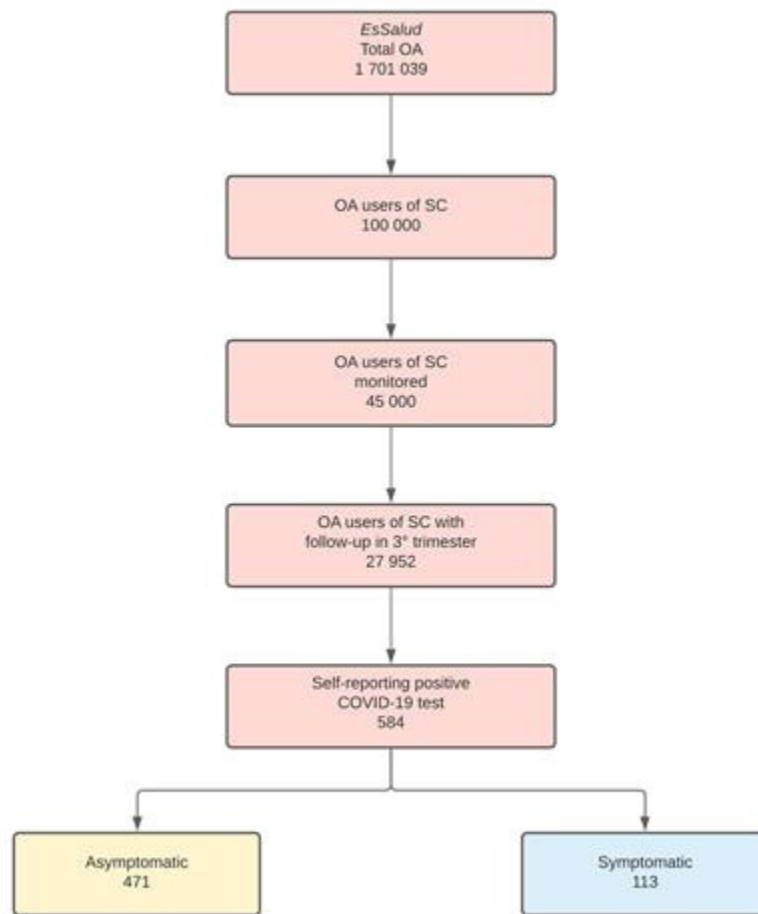 EsSalud
Total OA
1 701 039
OA users of SC
100 000
OA users of SC
monitored
45 000
OA users of SC with
follow-up in 3° trimester
27 952
Self-reporting positive
COVID-19 test
584
Asymptomatic
471
Symptomatic
113